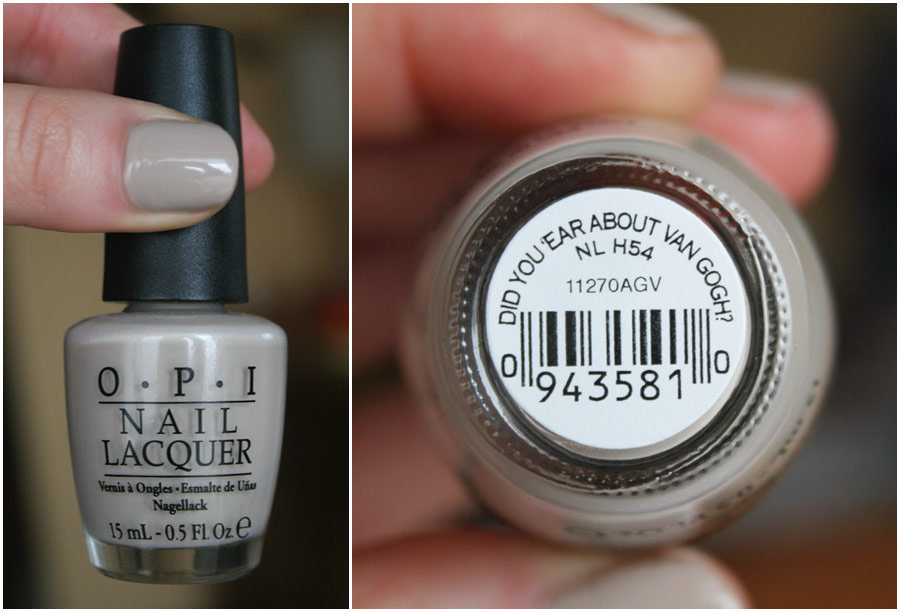 O · P · I
NAIL
LACQUER
Vernis à Ongles · Esmalte de Uñas
Nagellack
15 mL - 0.5 Fl. Oz. ℮
DID YOU 'EAR ABOUT VAN GOGH?
NL H54
11270AGV
0 943581 0